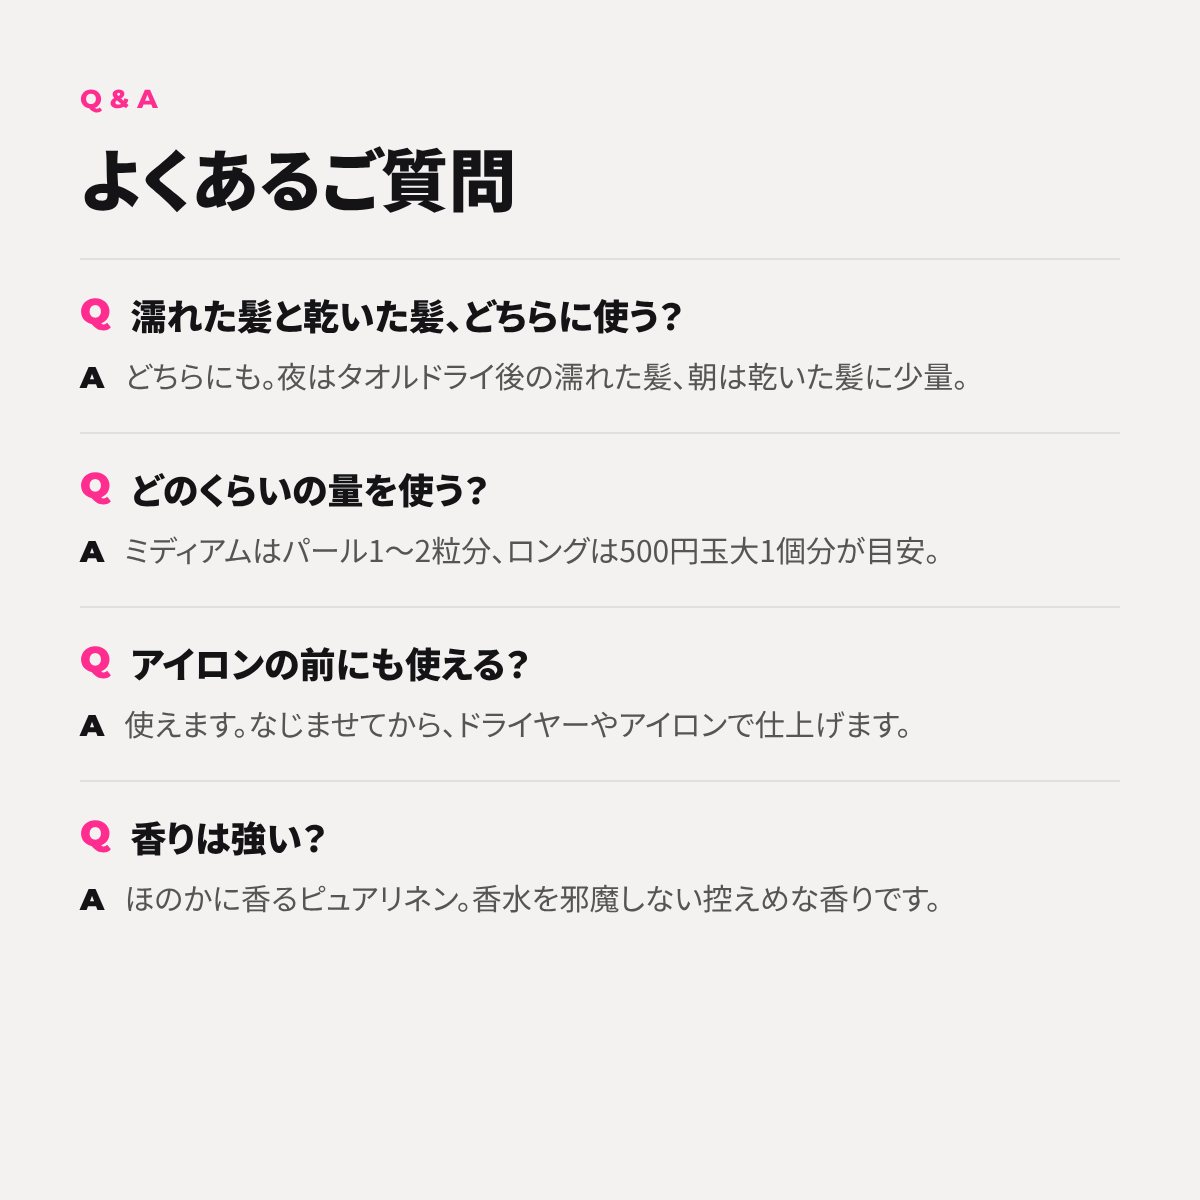 Q & A
よくあるご質問
Q 濡れた髪と乾いた髪、どちらに使う？
A どちらにも。夜はタオルドライ後の濡れた髪、朝は乾いた髪に少量。
Q どのくらいの量を使う？
A ミディアムはパール1〜2粒分、ロングは500円玉大1個分が目安。
Q アイロンの前にも使える？
A 使えます。なじませてから、ドライヤーやアイロンで仕上げます。
Q 香りは強い？
A ほのかに香るピュアリネン。香水を邪魔しない控えめな香りです。